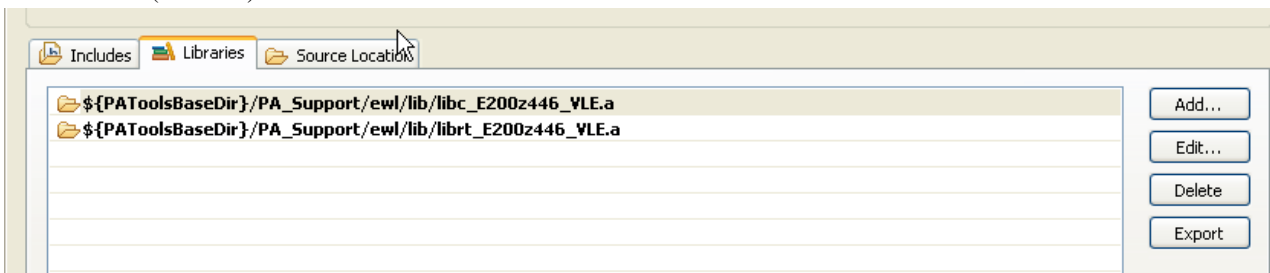 Includes Libraries Source Location
${PAToolsBaseDir}/PA_Support/ewl/lib/libc_E200z446_VLE.a
Add...
${PAToolsBaseDir}/PA_Support/ewl/lib/librt_E200z446_VLE.a
Edit...
Delete
Export